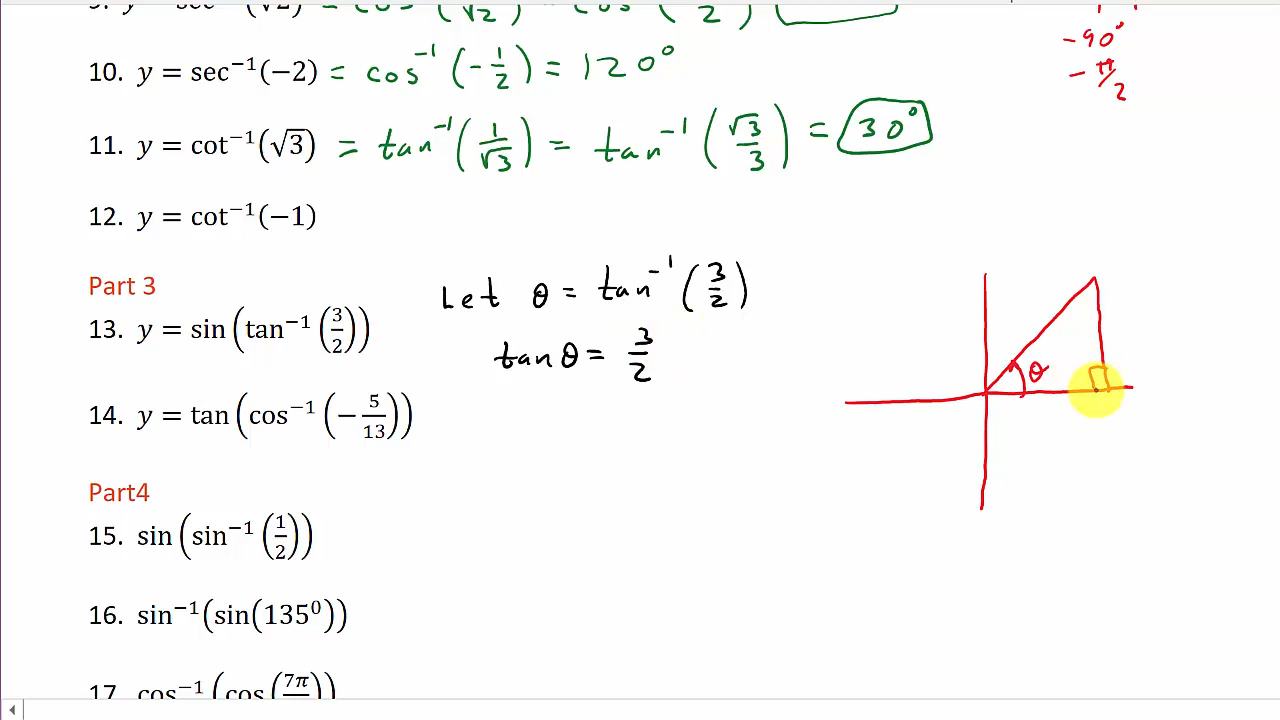 10. y = sec⁻¹(−2) = cos⁻¹(-1/2) = 120°
-90°
-π/2
11. y = cot⁻¹(√3) = tan⁻¹(1/√3) = tan⁻¹(√3/3) = 30°
12. y = cot⁻¹(−1)
Part 3
Let θ = tan⁻¹(3/2)
13. y = sin(tan⁻¹(3/2))
tanθ = 3/2
θ
14. y = tan(cos⁻¹(−5/13))
Part4
15. sin(sin⁻¹(1/2))
16. sin⁻¹(sin(135⁰))